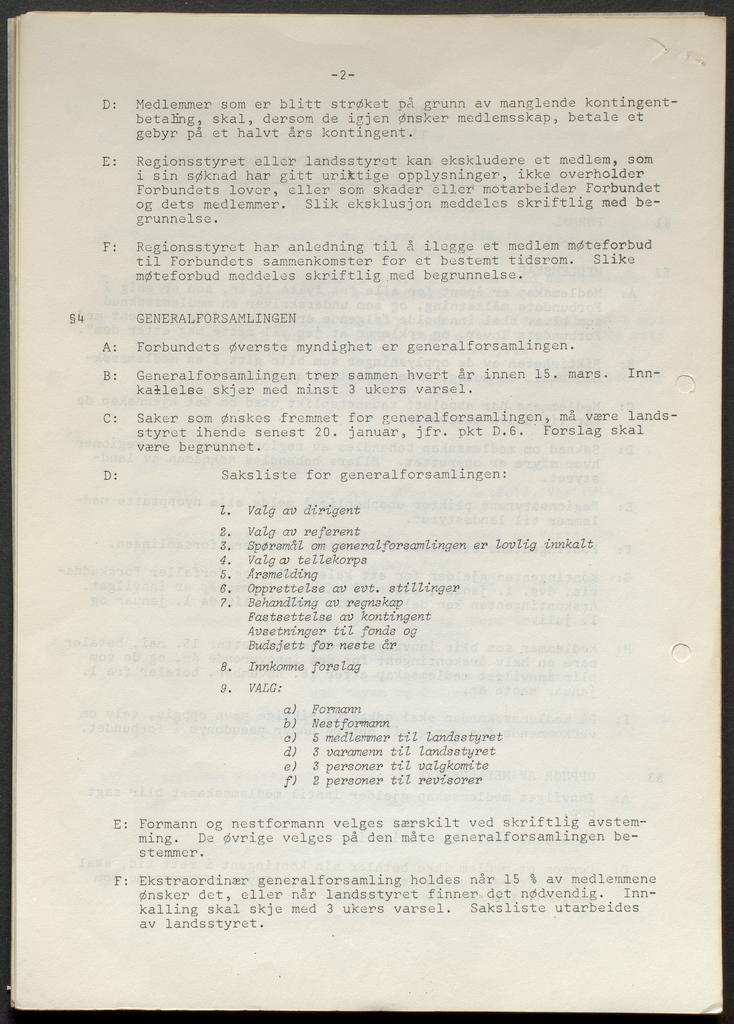 -2-
D: Medlemmer som er blitt strøket på grunn av manglende kontingent-
betaling, skal, dersom de igjen ønsker medlemsskap, betale et
gebyr på et halvt års kontingent.
E: Regionsstyret eller landsstyret kan ekskludere et medlem, som
i sin søknad har gitt uriktige opplysninger, ikke overholder
Forbundets lover, eller som skader eller motarbeider Forbundet
og dets medlemmer. Slik eksklusjon meddeles skriftlig med be-
grunnelse.
F: Regionsstyret har anledning til å ilegge et medlem møteforbud
til Forbundets sammenkomster for et bestemt tidsrom. Slike
møteforbud meddeles skriftlig med begrunnelse.
§4 GENERALFORSAMLINGEN
A: Forbundets øverste myndighet er generalforsamlingen.
B: Generalforsamlingen trer sammen hvert år innen 15. mars. Inn-
kallelse skjer med minst 3 ukers varsel.
C: Saker som ønskes fremmet for generalforsamlingen, må være lands-
styret ihende senest 20. januar, jfr. pkt D.6. Forslag skal
være begrunnet.
D: Saksliste for generalforsamlingen:
1. Valg av dirigent
2. Valg av referent
3. Spørsmål om generalforsamlingen er lovlig innkalt
4. Valg av tellekorps
5. Årsmelding
6. Opprettelse av evt. stillinger
7. Behandling av regnskap
Fastsettelse av kontingent
Avsetninger til fonds og
Budsjett for neste år
8. Innkomne forslag
9. VALG:
a) Formann
b) Nestformann
c) 5 medlemmer til landsstyret
d) 3 varamenn til landsstyret
e) 3 personer til valgkomite
f) 2 personer til revisorer
E: Formann og nestformann velges særskilt ved skriftlig avstem-
ming. De øvrige velges på den måte generalforsamlingen be-
stemmer.
F: Ekstraordinær generalforsamling holdes når 15 % av medlemmene
ønsker det, eller når landsstyret finner det nødvendig. Inn-
kalling skal skje med 3 ukers varsel. Saksliste utarbeides
av landsstyret.